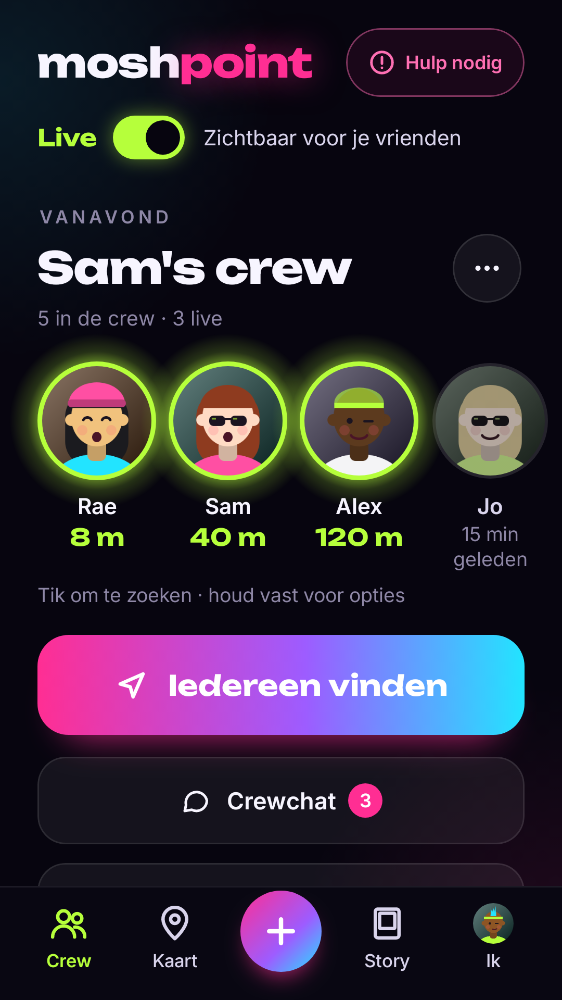 moshpoint
Hulp nodig
Live
Zichtbaar voor je vrienden
VANAVOND
Sam's crew
5 in de crew · 3 live
Rae
8 m
Sam
40 m
Alex
120 m
Jo
15 min
geleden
Tik om te zoeken · houd vast voor opties
Iedereen vinden
Crewchat 3
Crew
Kaart
Story
Ik